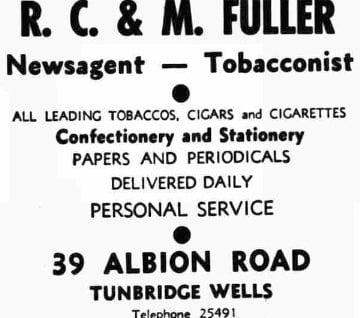 R. C. & M. FULLER
Newsagent — Tobacconist
ALL LEADING TOBACCOS, CIGARS and CIGARETTES
Confectionery and Stationery
PAPERS AND PERIODICALS
DELIVERED DAILY
PERSONAL SERVICE
39 ALBION ROAD
TUNBRIDGE WELLS
Telephone 25491